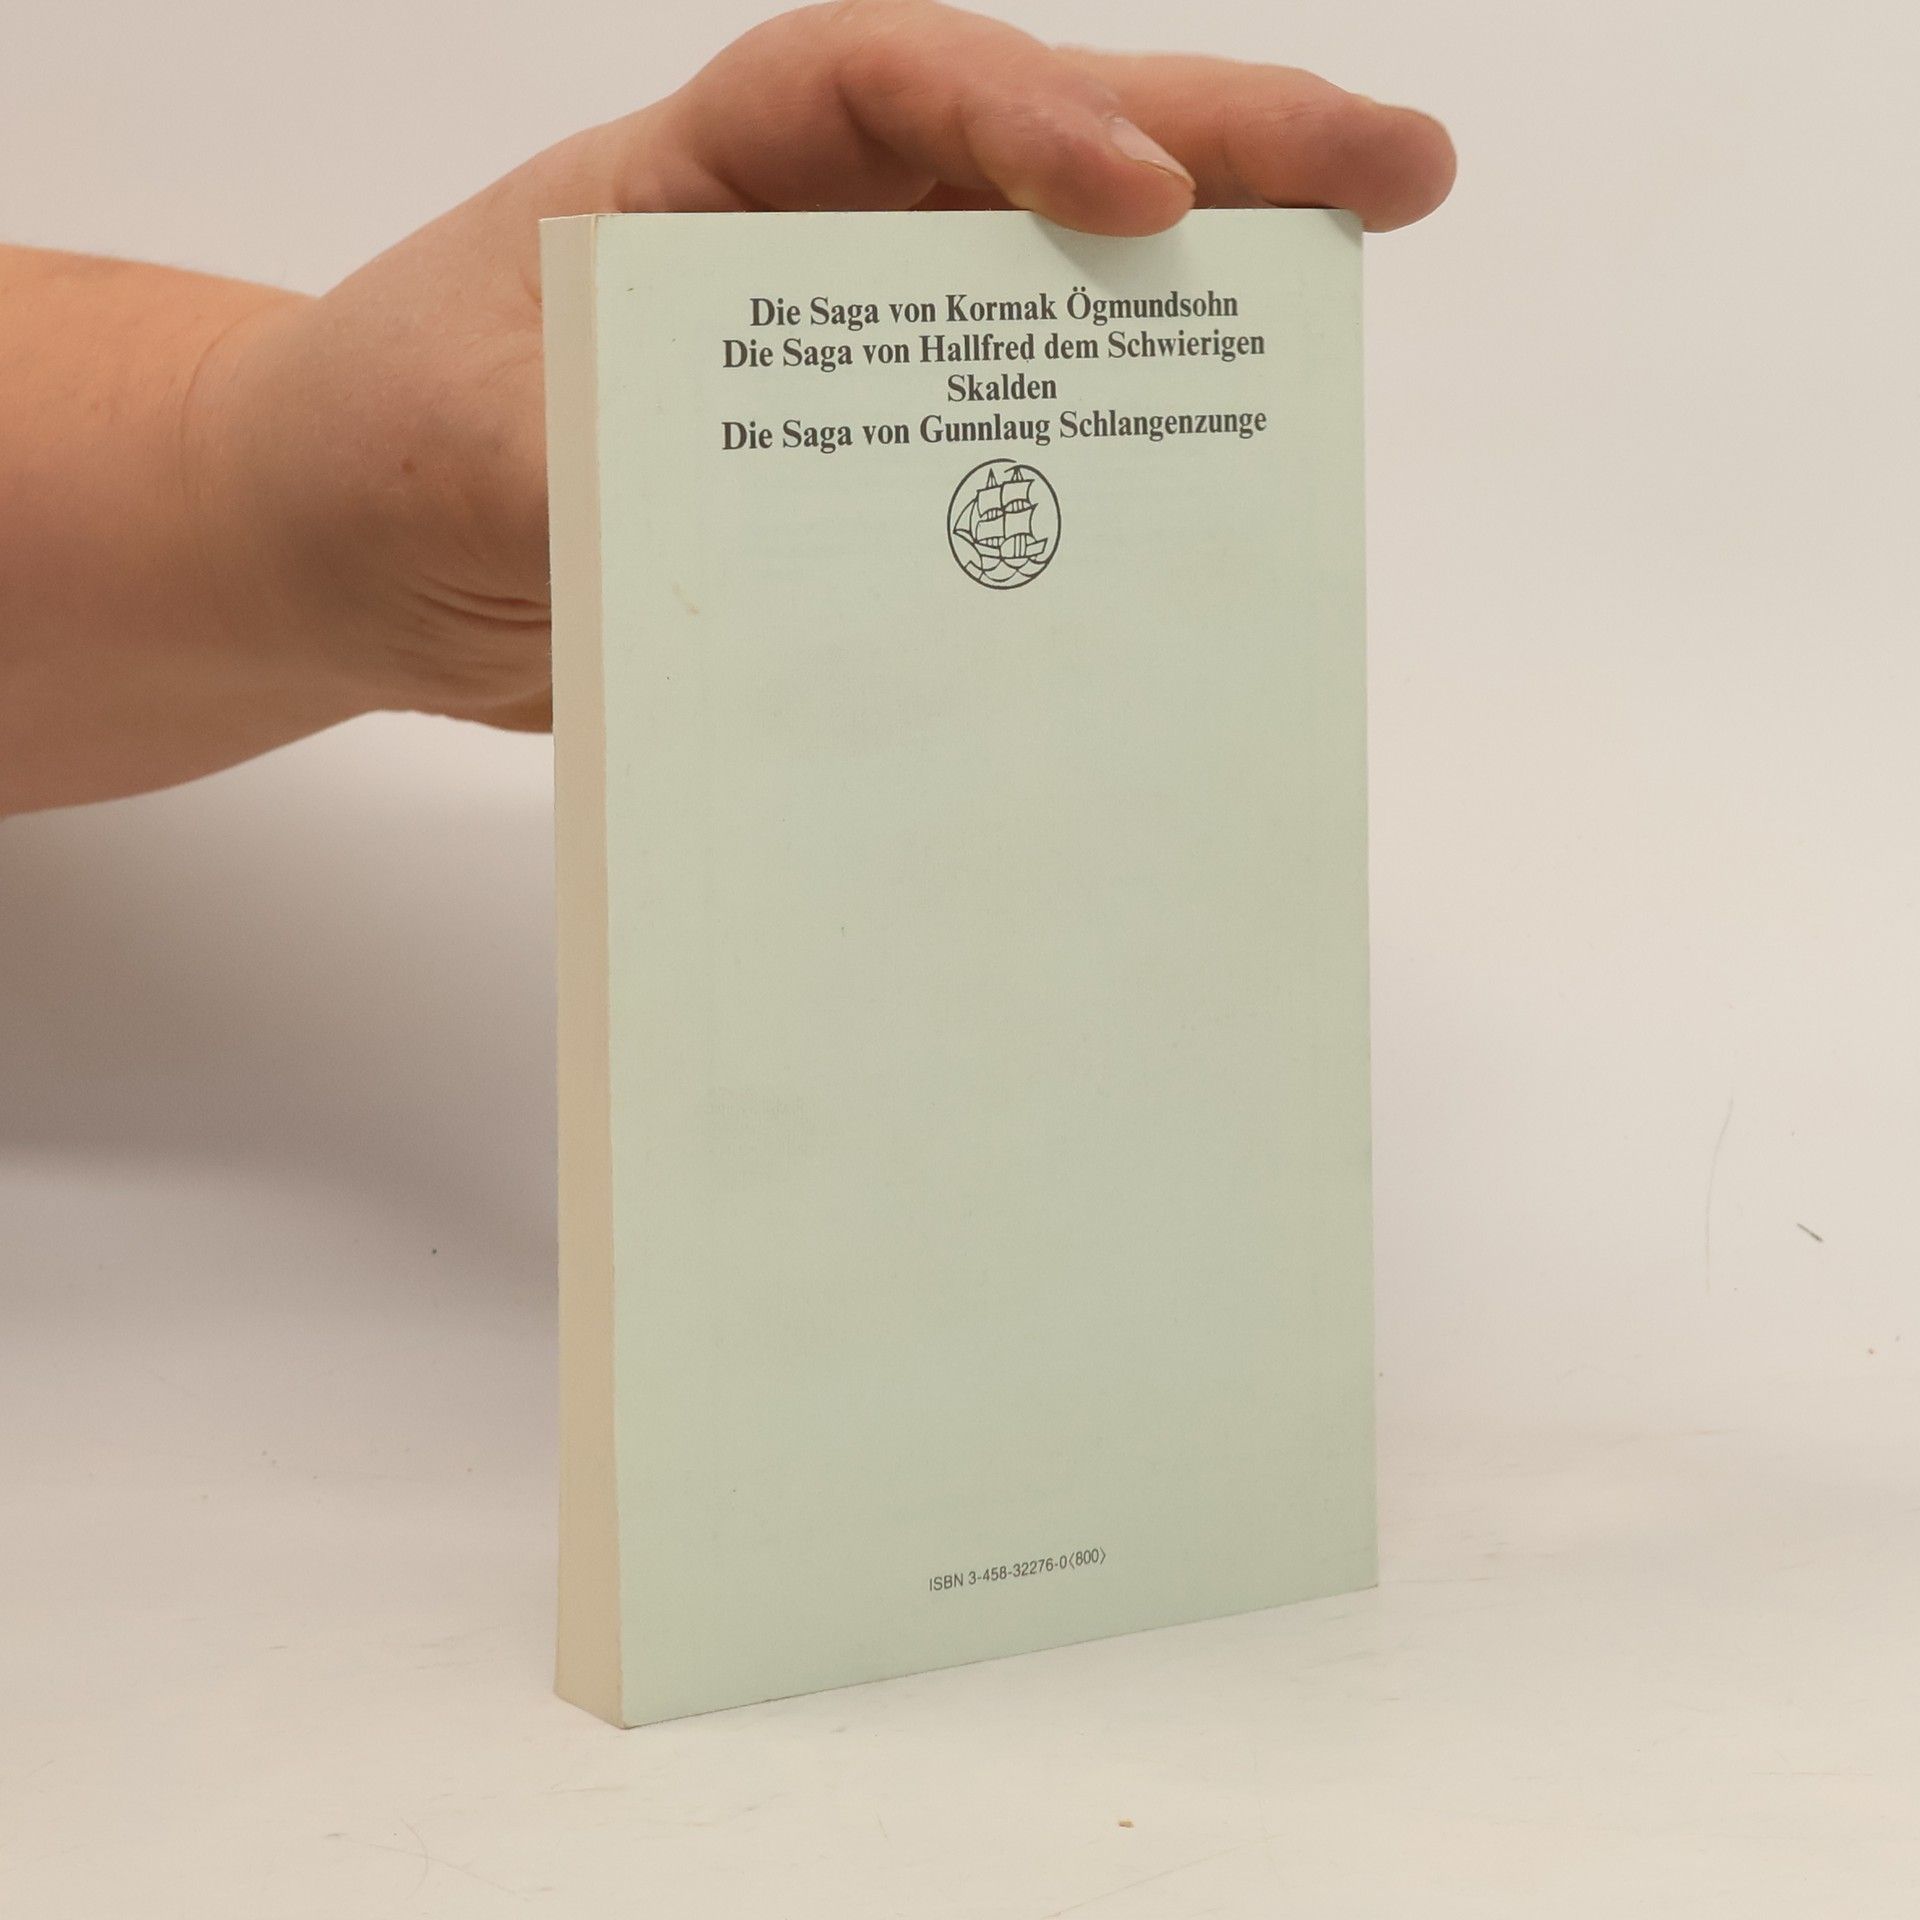 Die Saga von Kormak Ögmundsohn
Die Saga von Hallfred dem Schwierigen
Skalden
Die Saga von Gunnlaug Schlangenzunge
ISBN 3-458-32276-0⟨800⟩